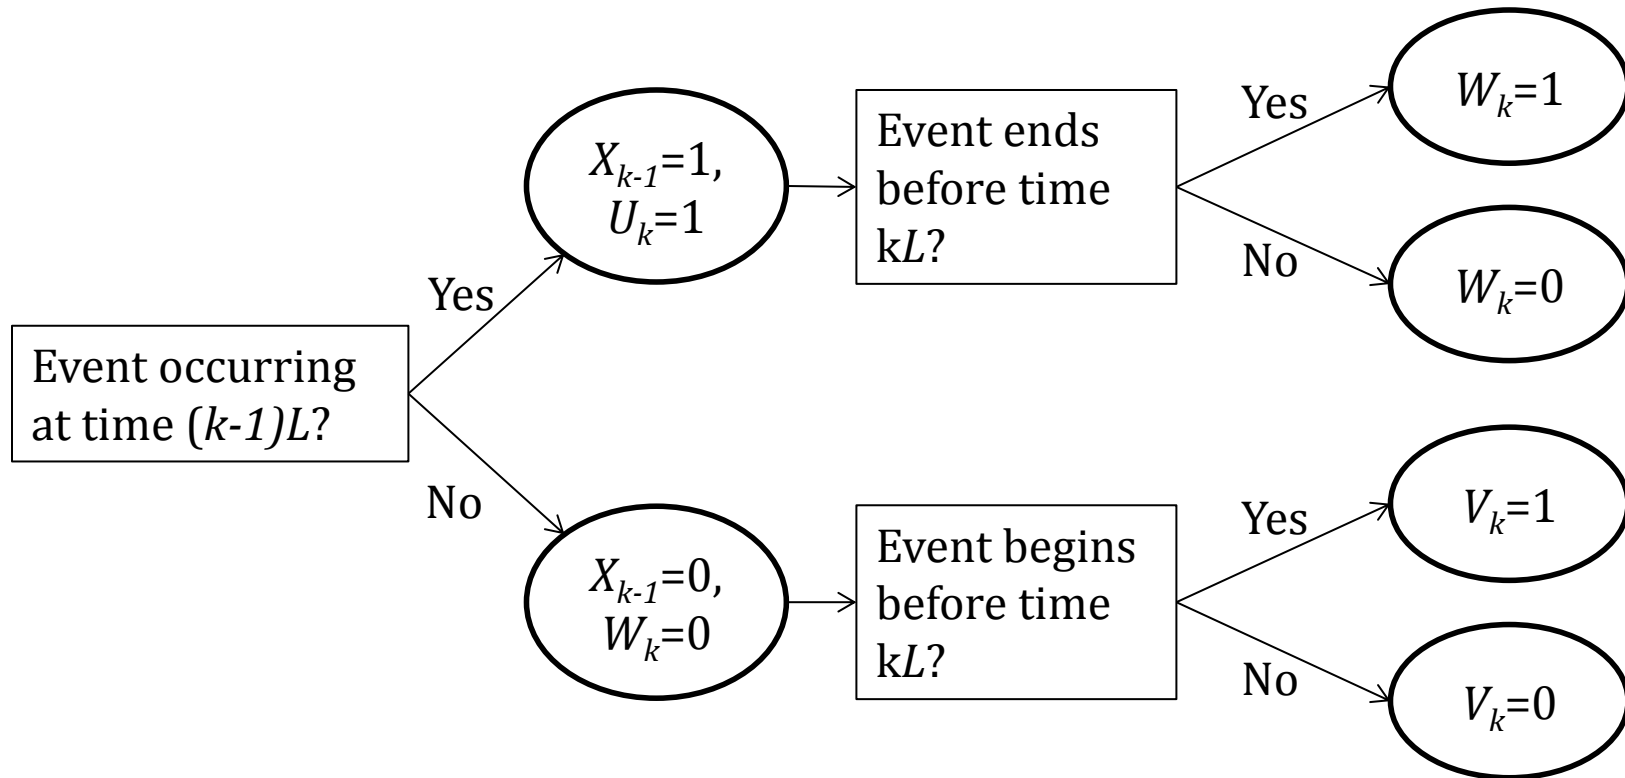 Event occurring
at time (k-1)L?
Yes
No
X_{k-1}=1,
U_k=1
X_{k-1}=0,
W_k=0
Event ends
before time
kL?
Event begins
before time
kL?
Yes
No
Yes
No
W_k=1
W_k=0
V_k=1
V_k=0